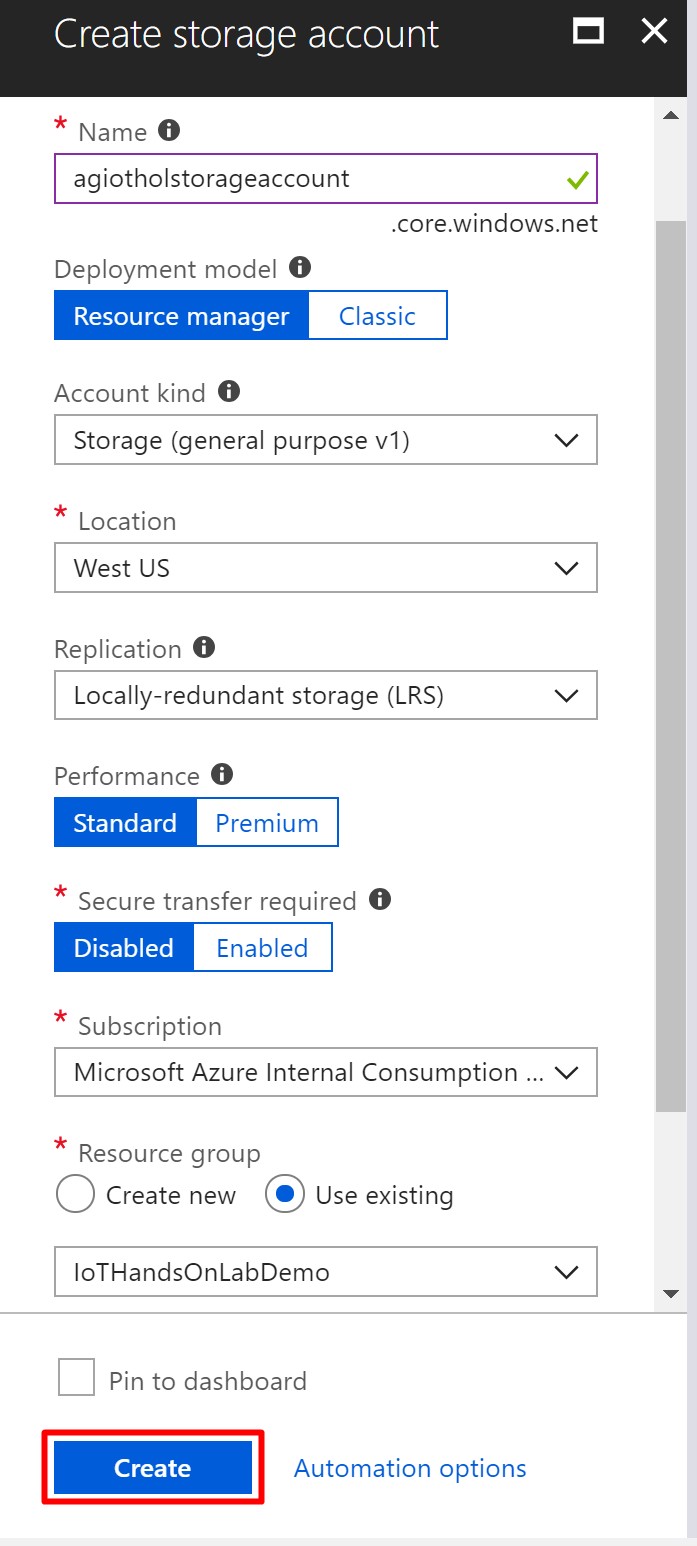 Create storage account
* Name
agiotholstorageaccount
.core.windows.net
Deployment model
Resource manager Classic
Account kind
Storage (general purpose v1)
* Location
West US
Replication
Locally-redundant storage (LRS)
Performance
Standard Premium
* Secure transfer required
Disabled Enabled
* Subscription
Microsoft Azure Internal Consumption ...
* Resource group
Create new Use existing
IoTHandsOnLabDemo
Pin to dashboard
Create Automation options